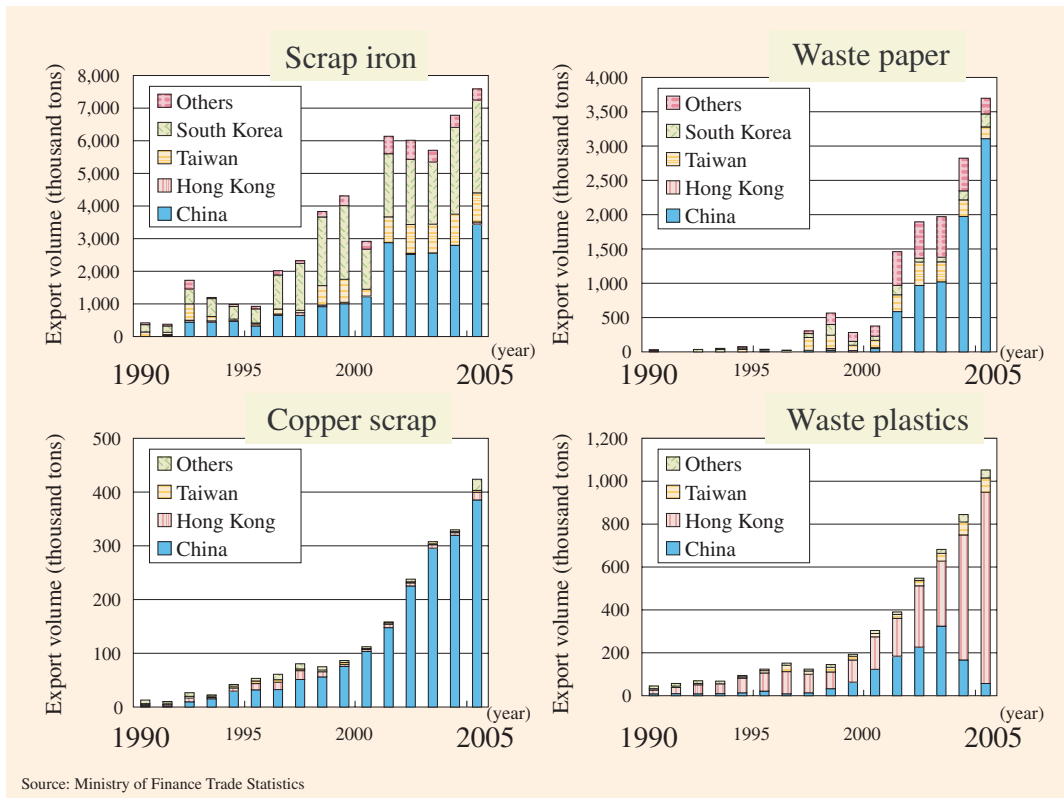 Scrap iron
Export volume (thousand tons)
8,000
7,000
6,000
5,000
4,000
3,000
2,000
1,000
0
Others
South Korea
Taiwan
Hong Kong
China
(year)
1990
1995
2000
2005
Waste paper
Export volume (thousand tons)
4,000
3,500
3,000
2,500
2,000
1,500
1,000
500
0
Others
South Korea
Taiwan
Hong Kong
China
(year)
1990
1995
2000
2005
Copper scrap
Export volume (thousand tons)
500
400
300
200
100
0
Others
Taiwan
Hong Kong
China
(year)
1990
1995
2000
2005
Waste plastics
Export volume (thousand tons)
1,200
1,000
800
600
400
200
0
Others
Taiwan
Hong Kong
China
(year)
1990
1995
2000
2005
Source: Ministry of Finance Trade Statistics